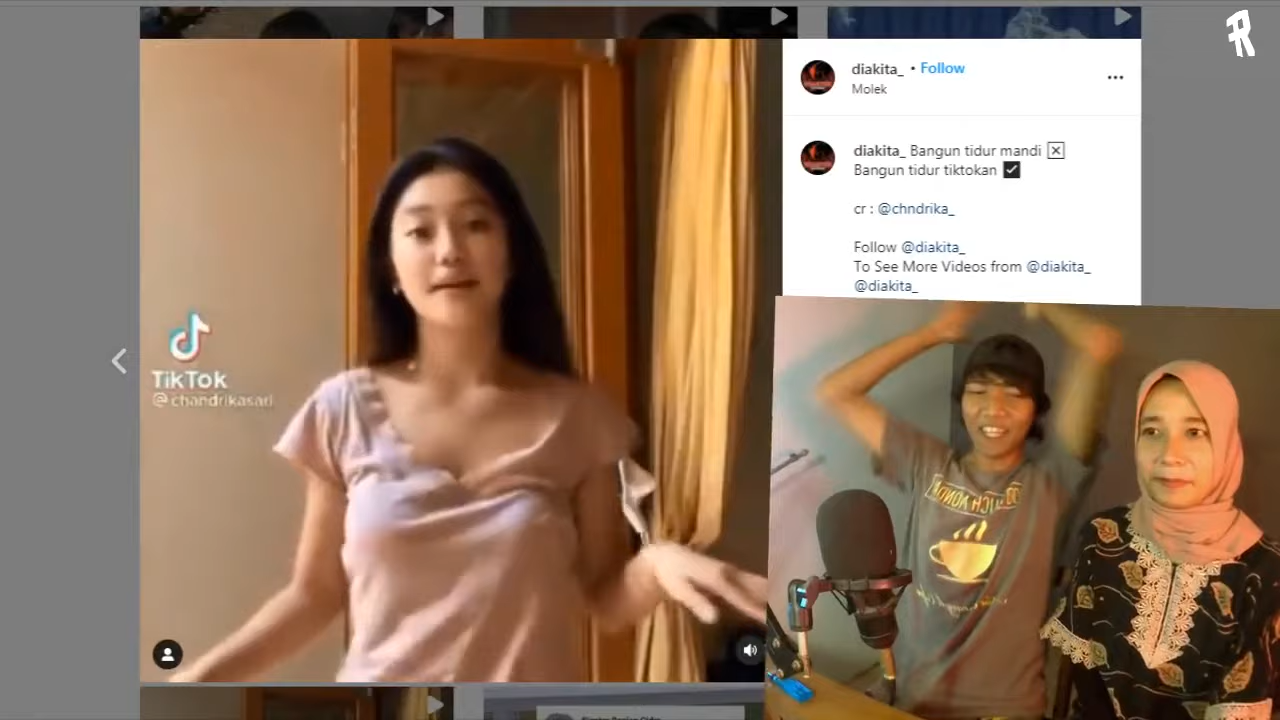 diakita_ • Follow
Molek
diakita_ Bangun tidur mandi
Bangun tidur tiktokan
cr : @chndrika_
Follow @diakita_
To See More Videos from @diakita_
@diakita_
TikTok
@chandrikasari